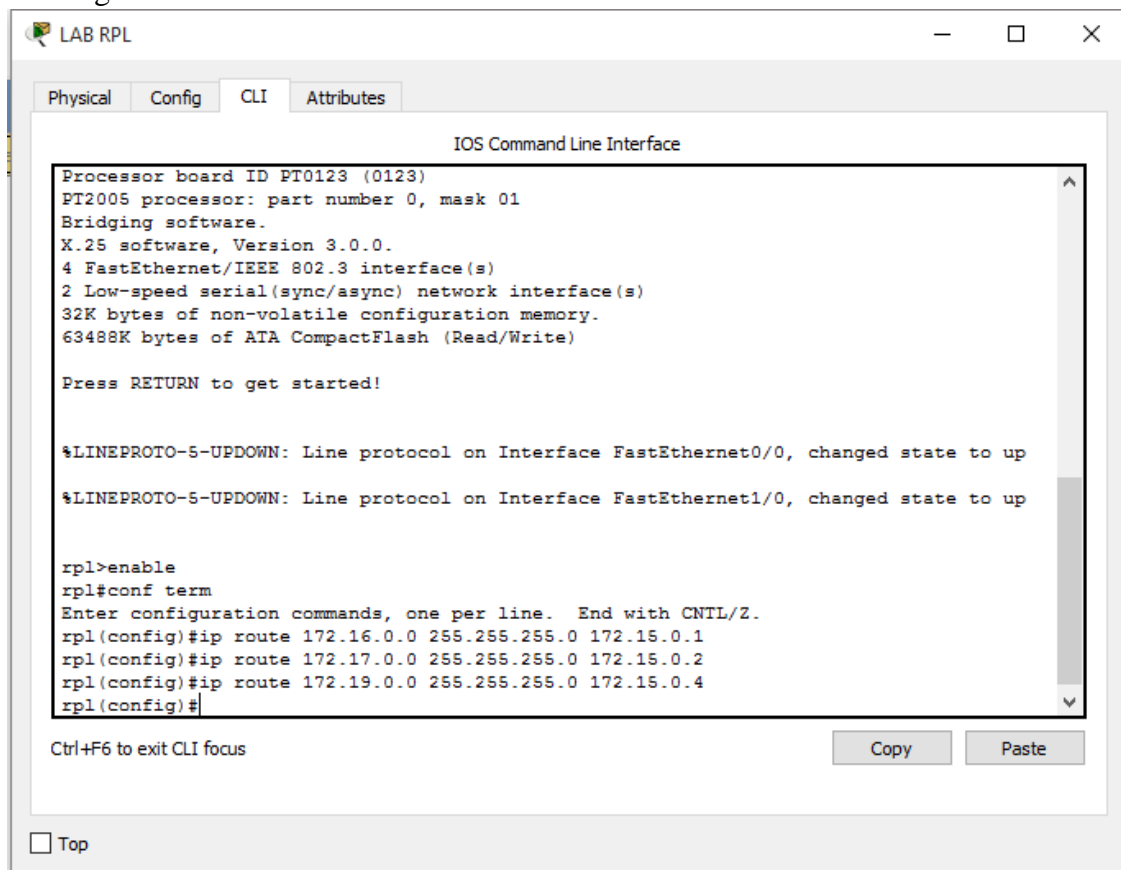 LAB RPL
Physical Config CLI Attributes
IOS Command Line Interface
Processor board ID PT0123 (0123)
PT2005 processor: part number 0, mask 01
Bridging software.
X.25 software, Version 3.0.0.
4 FastEthernet/IEEE 802.3 interface(s)
2 Low-speed serial(sync/async) network interface(s)
32K bytes of non-volatile configuration memory.
63488K bytes of ATA CompactFlash (Read/Write)
Press RETURN to get started!
%LINEPROTO-5-UPDOWN: Line protocol on Interface FastEthernet0/0, changed state to up
%LINEPROTO-5-UPDOWN: Line protocol on Interface FastEthernet1/0, changed state to up
rpl>enable
rpl#conf term
Enter configuration commands, one per line.  End with CNTL/Z.
rpl(config)#ip route 172.16.0.0 255.255.255.0 172.15.0.1
rpl(config)#ip route 172.17.0.0 255.255.255.0 172.15.0.2
rpl(config)#ip route 172.19.0.0 255.255.255.0 172.15.0.4
rpl(config)#
Ctrl+F6 to exit CLI focus
Copy Paste
Top